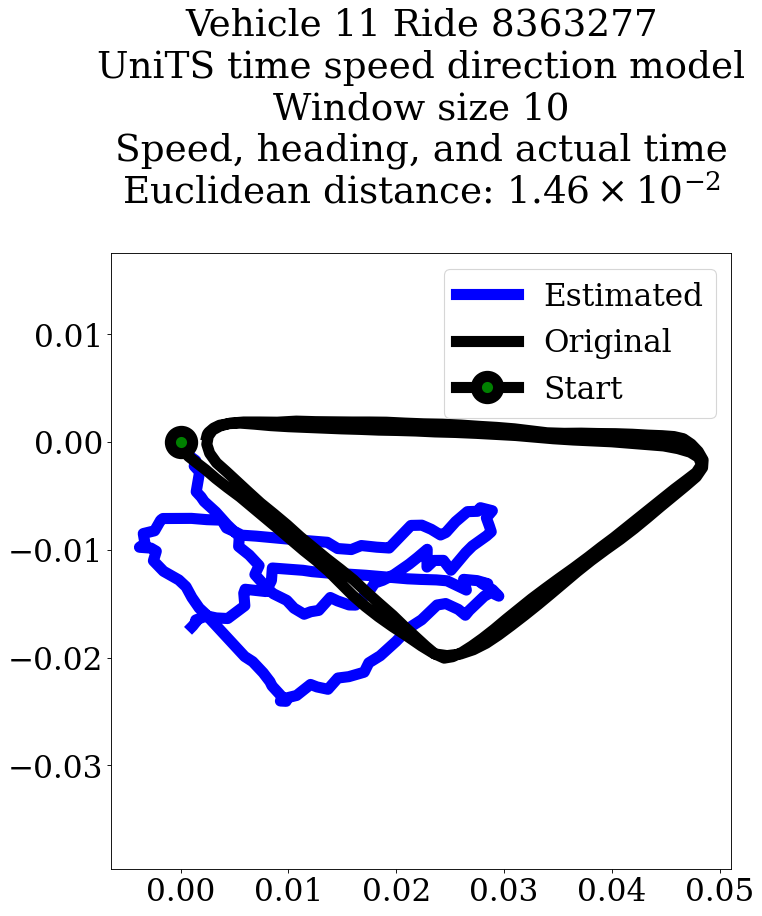 Vehicle 11 Ride 8363277
UniTS time speed direction model
Window size 10
Speed, heading, and actual time
Euclidean distance: 1.46 × 10⁻²
Estimated
Original
Start
0.01
0.00
−0.01
−0.02
−0.03
0.00 0.01 0.02 0.03 0.04 0.05